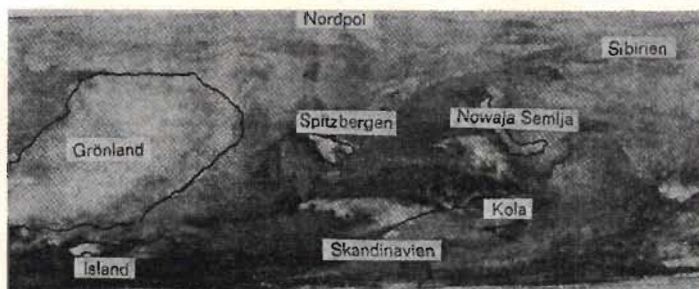 Nordpol
Sibirien
Spitzbergen
Nowaja Semlja
Grönland
Kola
Skandinavien
Island